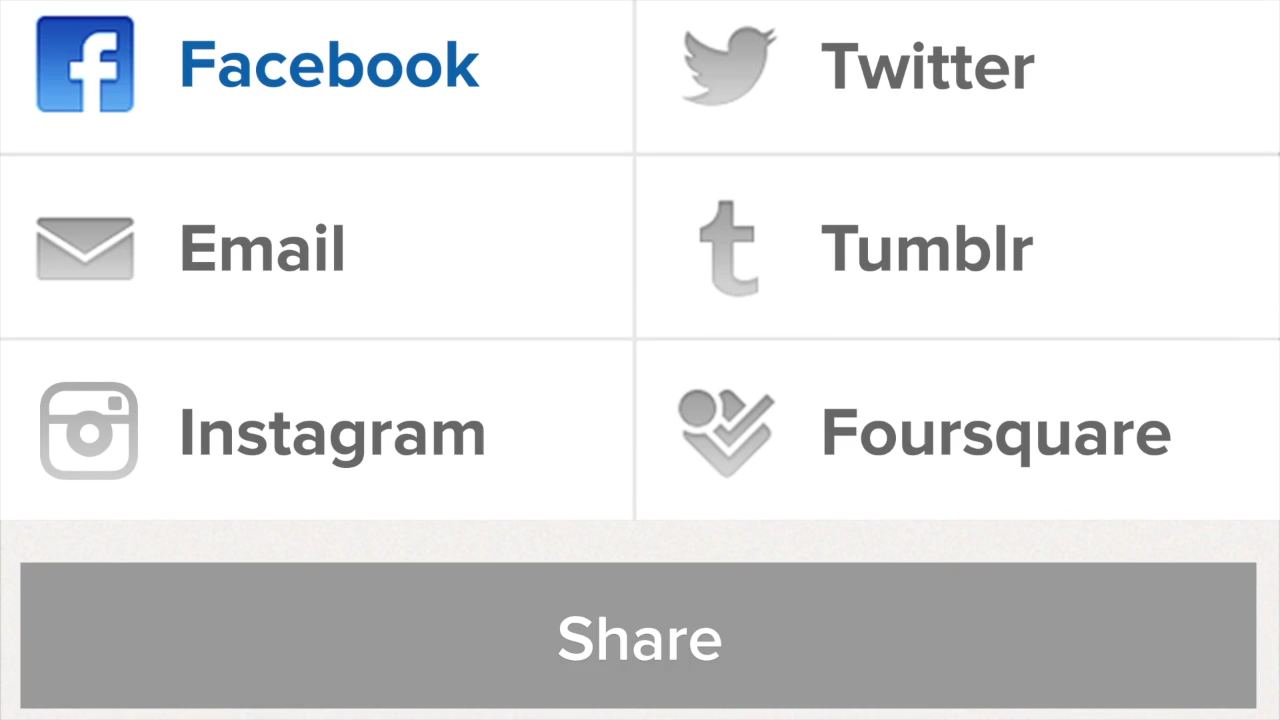 Facebook
Twitter
Email
Tumblr
Instagram
Foursquare
Share